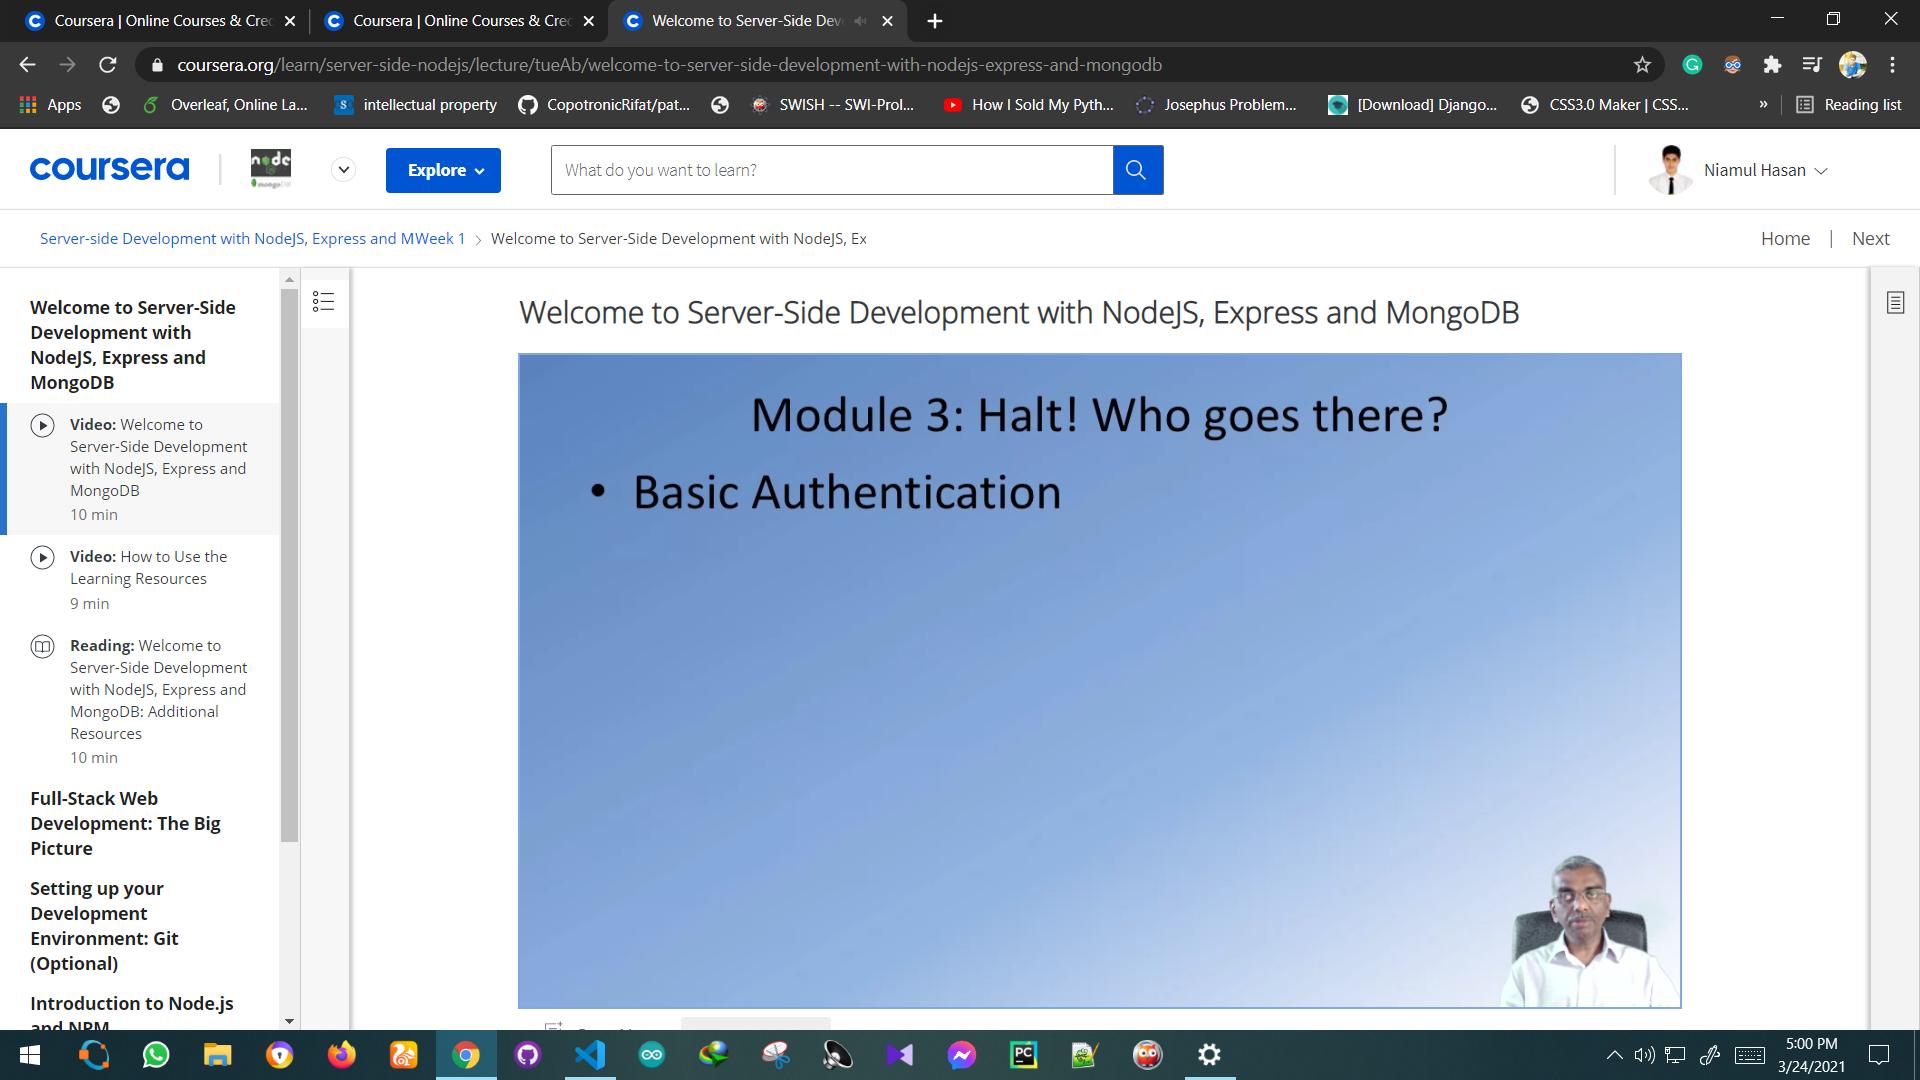 Coursera | Online Courses & Cre
Coursera | Online Courses & Cre
Welcome to Server-Side Dev
coursera.org/learn/server-side-nodejs/lecture/tueAb/welcome-to-server-side-development-with-nodejs-express-and-mongodb
Apps
Overleaf, Online La...
intellectual property
CopotronicRifat/pat...
SWISH -- SWI-Prol...
How I Sold My Pyth...
Josephus Problem...
[Download] Django...
CSS3.0 Maker | CSS...
»
Reading list
coursera
node
mongoDB
Explore
What do you want to learn?
Niamul Hasan
Server-side Development with NodeJS, Express and MWeek 1 > Welcome to Server-Side Development with NodeJS, Ex
Home | Next
Welcome to Server-Side
Development with
NodeJS, Express and
MongoDB
Video: Welcome to
Server-Side Development
with NodeJS, Express and
MongoDB
10 min
Video: How to Use the
Learning Resources
9 min
Reading: Welcome to
Server-Side Development
with NodeJS, Express and
MongoDB: Additional
Resources
10 min
Full-Stack Web
Development: The Big
Picture
Setting up your
Development
Environment: Git
(Optional)
Introduction to Node.js
and NPM
Welcome to Server-Side Development with NodeJS, Express and MongoDB
Module 3: Halt! Who goes there?
• Basic Authentication
PC
5:00 PM
3/24/2021